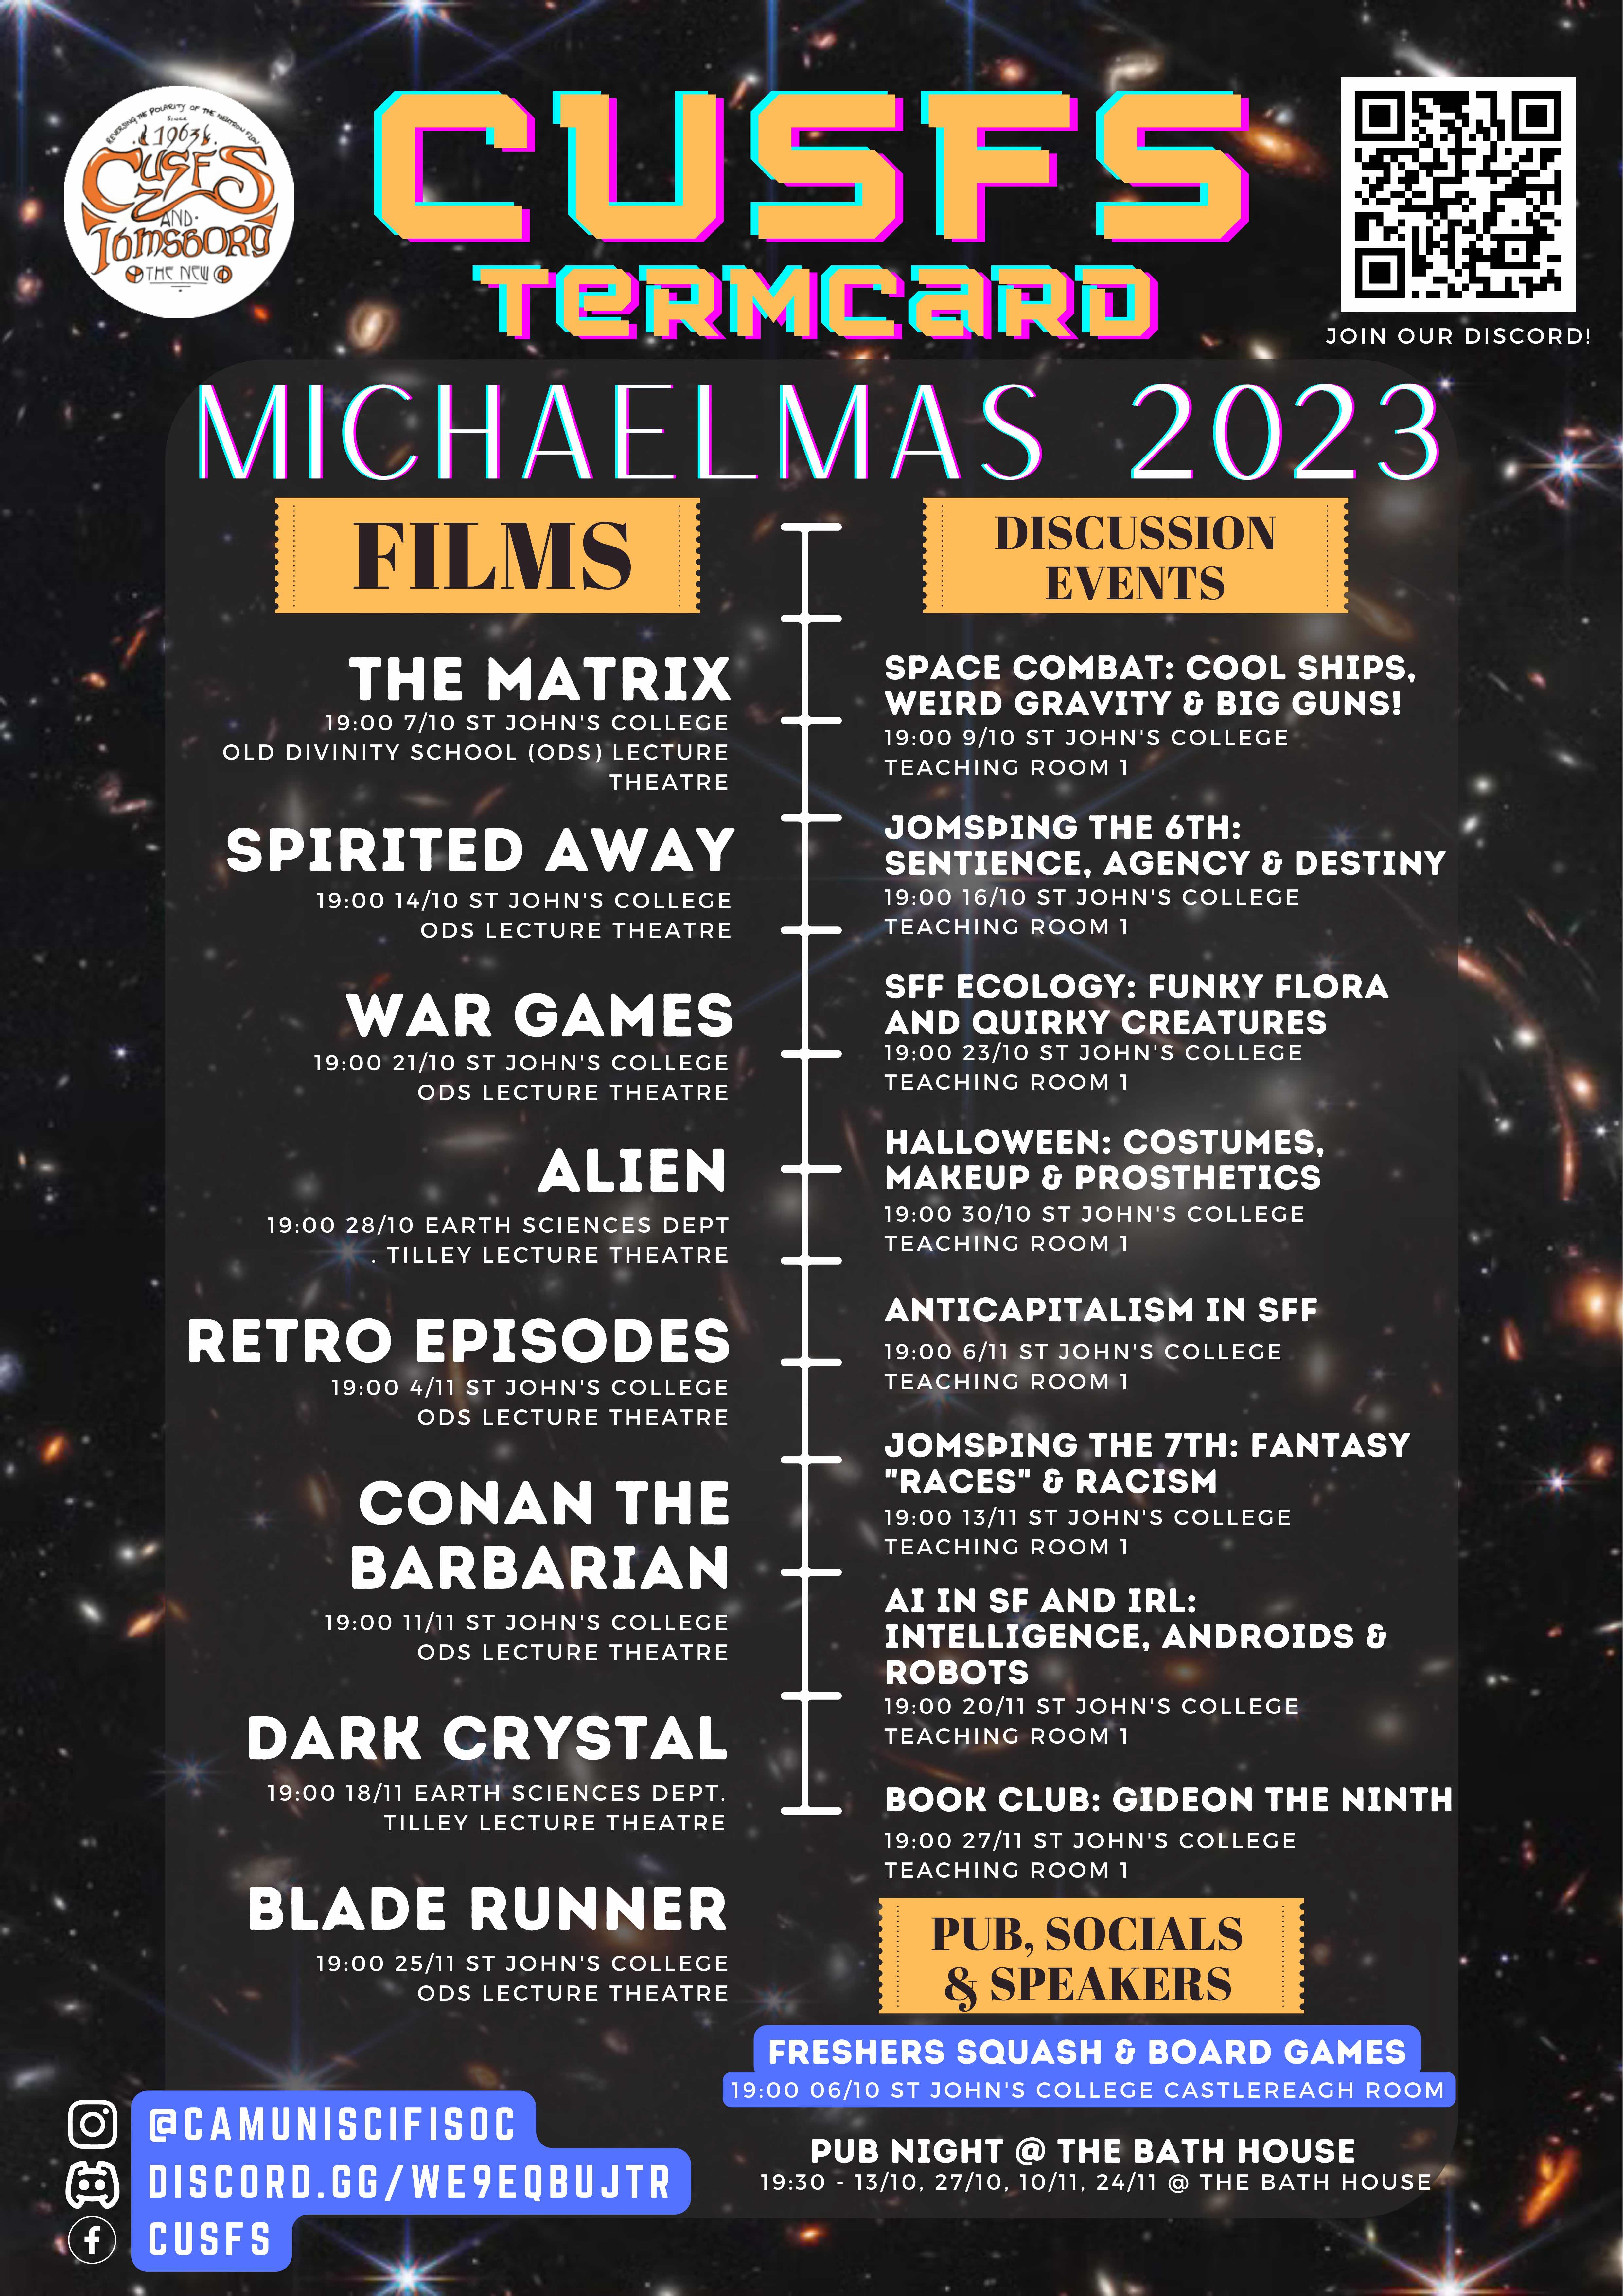 REVERSING THE POLARITY OF THE NEUTRON FLOW
Since
1963
CUSFS
AND
JOMSBORG
THE NEW
CUSFS
TERMCARD
JOIN OUR DISCORD!
MICHAELMAS 2023
FILMS
THE MATRIX
19:00 7/10 ST JOHN'S COLLEGE
OLD DIVINITY SCHOOL (ODS) LECTURE
THEATRE
SPIRITED AWAY
19:00 14/10 ST JOHN'S COLLEGE
ODS LECTURE THEATRE
WAR GAMES
19:00 21/10 ST JOHN'S COLLEGE
ODS LECTURE THEATRE
ALIEN
19:00 28/10 EARTH SCIENCES DEPT
. TILLEY LECTURE THEATRE
RETRO EPISODES
19:00 4/11 ST JOHN'S COLLEGE
ODS LECTURE THEATRE
CONAN THE
BARBARIAN
19:00 11/11 ST JOHN'S COLLEGE
ODS LECTURE THEATRE
DARK CRYSTAL
19:00 18/11 EARTH SCIENCES DEPT.
TILLEY LECTURE THEATRE
BLADE RUNNER
19:00 25/11 ST JOHN'S COLLEGE
ODS LECTURE THEATRE
DISCUSSION
EVENTS
SPACE COMBAT: COOL SHIPS,
WEIRD GRAVITY & BIG GUNS!
19:00 9/10 ST JOHN'S COLLEGE
TEACHING ROOM 1
JOMSÞING THE 6TH:
SENTIENCE, AGENCY & DESTINY
19:00 16/10 ST JOHN'S COLLEGE
TEACHING ROOM 1
SFF ECOLOGY: FUNKY FLORA
AND QUIRKY CREATURES
19:00 23/10 ST JOHN'S COLLEGE
TEACHING ROOM 1
HALLOWEEN: COSTUMES,
MAKEUP & PROSTHETICS
19:00 30/10 ST JOHN'S COLLEGE
TEACHING ROOM 1
ANTICAPITALISM IN SFF
19:00 6/11 ST JOHN'S COLLEGE
TEACHING ROOM 1
JOMSÞING THE 7TH: FANTASY
"RACES" & RACISM
19:00 13/11 ST JOHN'S COLLEGE
TEACHING ROOM 1
AI IN SF AND IRL:
INTELLIGENCE, ANDROIDS &
ROBOTS
19:00 20/11 ST JOHN'S COLLEGE
TEACHING ROOM 1
BOOK CLUB: GIDEON THE NINTH
19:00 27/11 ST JOHN'S COLLEGE
TEACHING ROOM 1
PUB, SOCIALS
& SPEAKERS
FRESHERS SQUASH & BOARD GAMES
19:00 06/10 ST JOHN'S COLLEGE CASTLEREAGH ROOM
PUB NIGHT @ THE BATH HOUSE
19:30 - 13/10, 27/10, 10/11, 24/11 @ THE BATH HOUSE
@CAMUNISCIFISOC
DISCORD.GG/WE9EQBUJTR
CUSFS